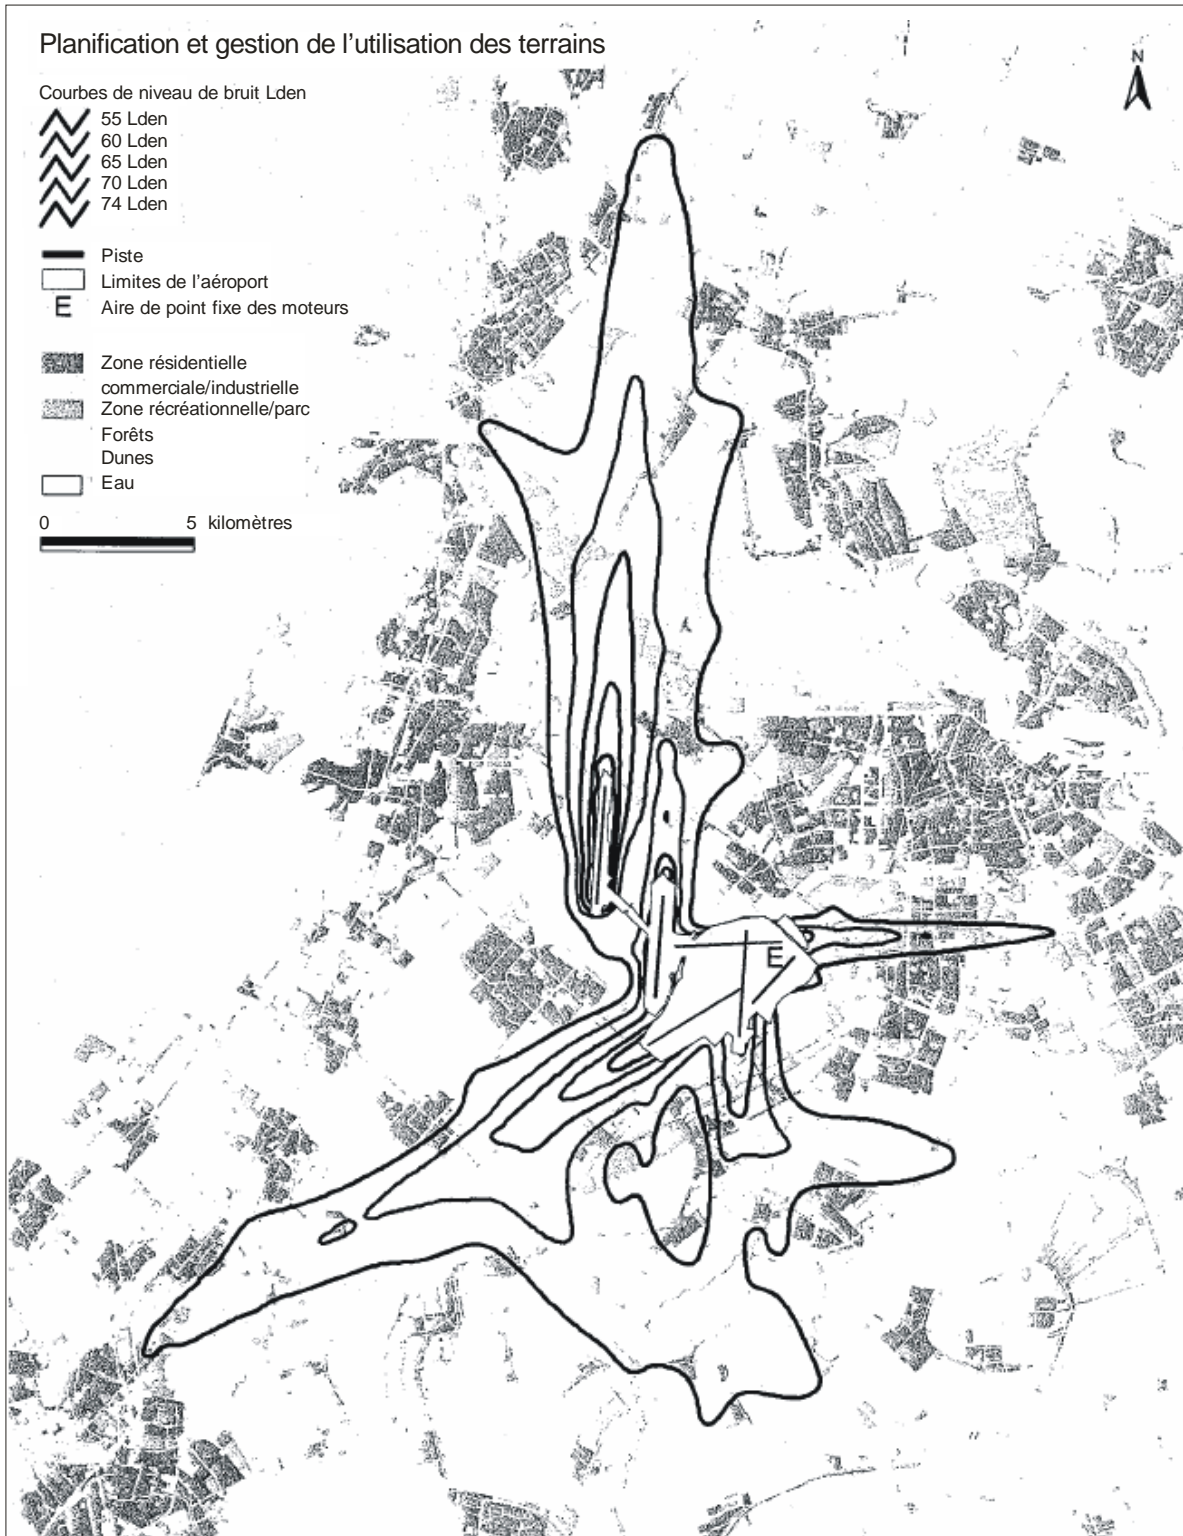 Planification et gestion de l’utilisation des terrains
N
Courbes de niveau de bruit Lden
55 Lden
60 Lden
65 Lden
70 Lden
74 Lden
Piste
Limites de l’aéroport
E Aire de point fixe des moteurs
Zone résidentielle
commerciale/industrielle
Zone récréationnelle/parc
Forêts
Dunes
Eau
0 5 kilomètres
E